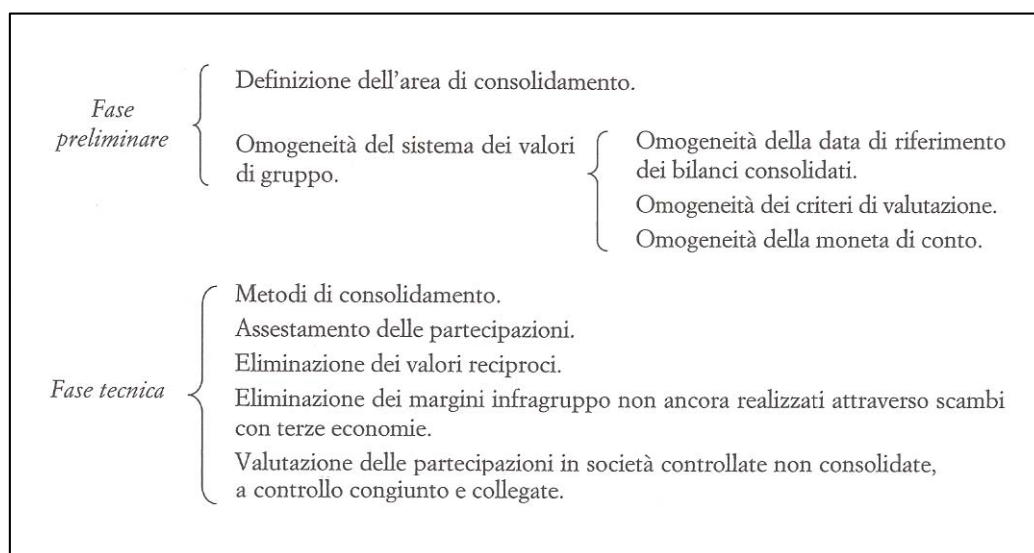 Fase
preliminare
Definizione dell'area di consolidamento.
Omogeneità del sistema dei valori
di gruppo.
Omogeneità della data di riferimento
dei bilanci consolidati.
Omogeneità dei criteri di valutazione.
Omogeneità della moneta di conto.
Fase tecnica
Metodi di consolidamento.
Assestamento delle partecipazioni.
Eliminazione dei valori reciproci.
Eliminazione dei margini infragruppo non ancora realizzati attraverso scambi
con terze economie.
Valutazione delle partecipazioni in società controllate non consolidate,
a controllo congiunto e collegate.